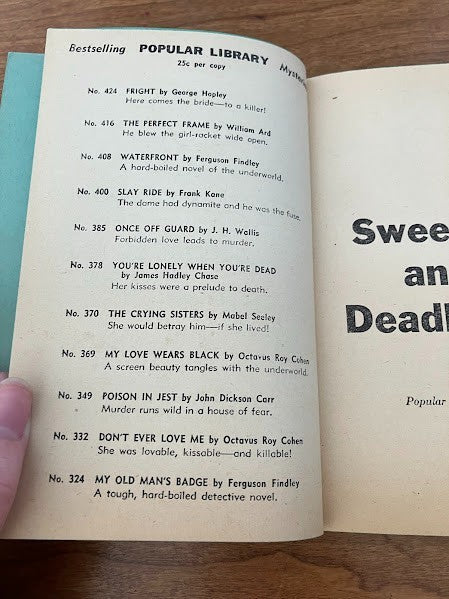 Bestselling POPULAR LIBRARY
25c per copy
No. 424 FRIGHT by George Hopley
Here comes the bride—to a killer!
No. 416 THE PERFECT FRAME by William Ard
He blew the girl-racket wide open.
No. 408 WATERFRONT by Ferguson Findley
A hard-boiled novel of the underworld.
No. 400 SLAY RIDE by Frank Kane
The dame had dynamite and he was the fuse.
No. 385 ONCE OFF GUARD by J. H. Wallis
Forbidden love leads to murder.
No. 378 YOU'RE LONELY WHEN YOU'RE DEAD
by James Hadley Chase
Her kisses were a prelude to death.
No. 370 THE CRYING SISTERS by Mabel Seeley
She would betray him—if she lived!
No. 369 MY LOVE WEARS BLACK by Octavus Roy Cohen
A screen beauty tangles with the underworld.
No. 349 POISON IN JEST by John Dickson Carr
Murder runs wild in a house of fear.
No. 332 DON'T EVER LOVE ME by Octavus Roy Cohen
She was lovable, kissable—and killable!
No. 324 MY OLD MAN'S BADGE by Ferguson Findley
A tough, hard-boiled detective novel.
Swee
an
Deadl
Popular